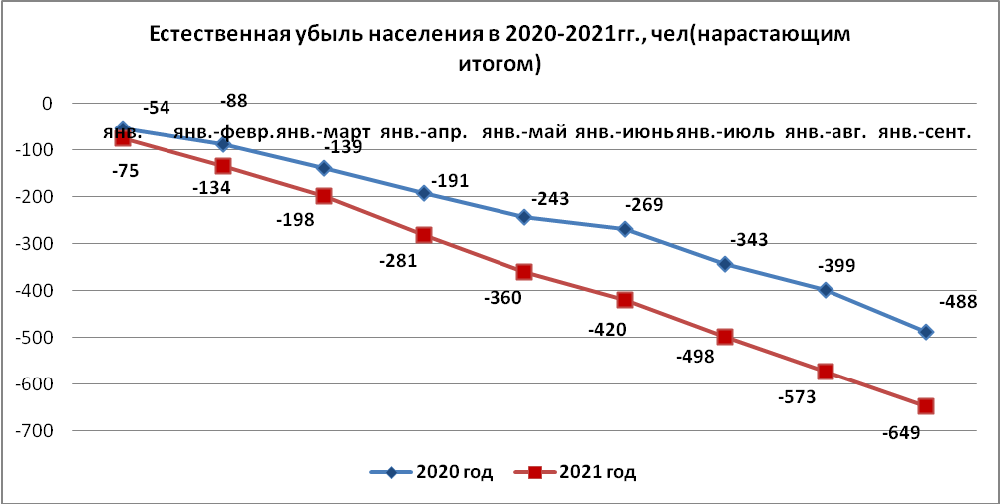 Естественная убыль населения в 2020-2021гг., чел(нарастающим
итогом)
0
-100
-200
-300
-400
-500
-600
-700
янв. янв.-февр. янв.-март янв.-апр. янв.-май янв.-июнь янв.-июль янв.-авг. янв.-сент.
-54 -88 -139 -191 -243 -269 -343 -399 -488
-75 -134 -198 -281 -360 -420 -498 -573 -649
2020 год 2021 год